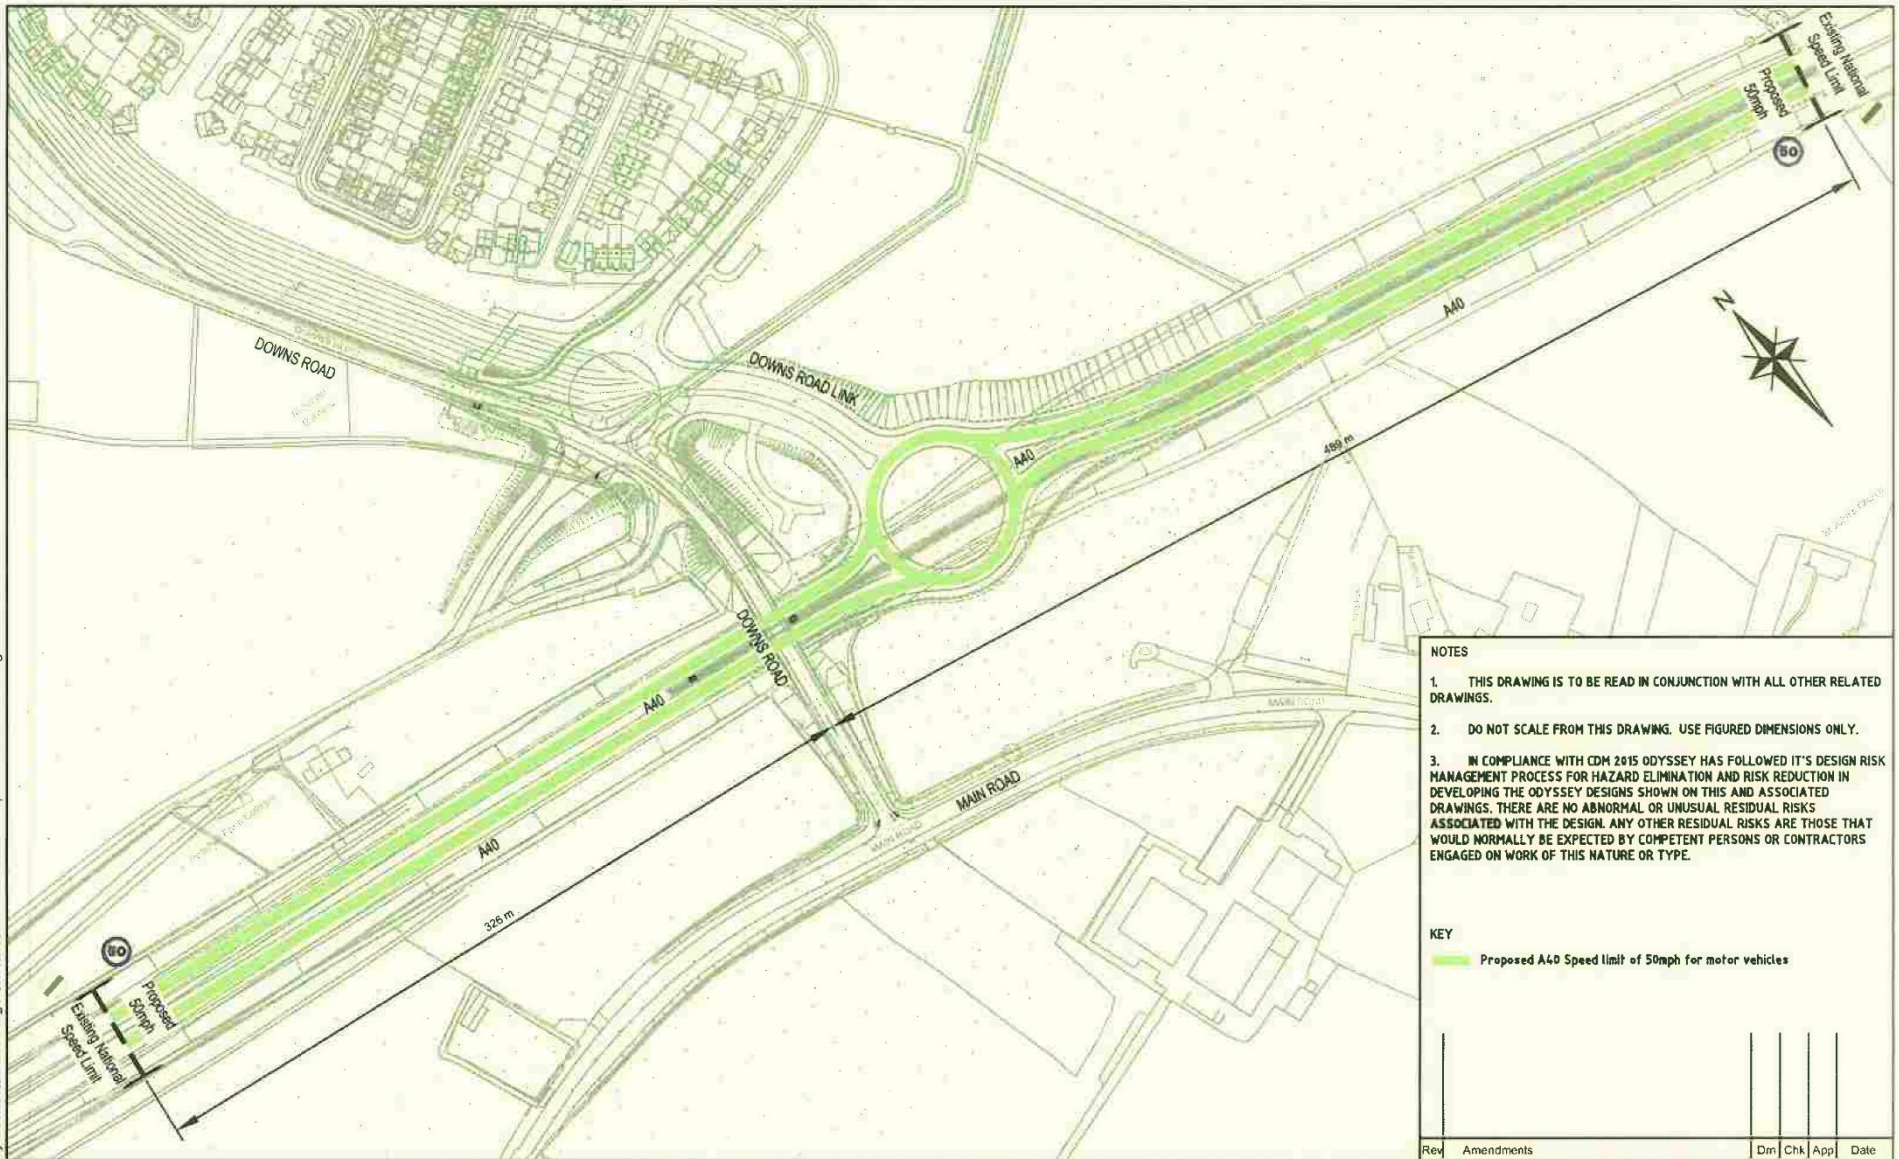 Existing National
Speed Limit
Proposed
50mph
50
N
A40
DOWNS ROAD
DOWNS ROAD LINK
A40
489 m
DOWNS ROAD
A40
MAIN ROAD
MAIN ROAD
MAIN ROAD
A40
326 m
50
Proposed
50mph
Existing National
Speed Limit
NOTES
1. THIS DRAWING IS TO BE READ IN CONJUNCTION WITH ALL OTHER RELATED
DRAWINGS.
2. DO NOT SCALE FROM THIS DRAWING. USE FIGURED DIMENSIONS ONLY.
3. IN COMPLIANCE WITH CDM 2015 ODYSSEY HAS FOLLOWED IT'S DESIGN RISK
MANAGEMENT PROCESS FOR HAZARD ELIMINATION AND RISK REDUCTION IN
DEVELOPING THE ODYSSEY DESIGNS SHOWN ON THIS AND ASSOCIATED
DRAWINGS. THERE ARE NO ABNORMAL OR UNUSUAL RESIDUAL RISKS
ASSOCIATED WITH THE DESIGN. ANY OTHER RESIDUAL RISKS ARE THOSE THAT
WOULD NORMALLY BE EXPECTED BY COMPETENT PERSONS OR CONTRACTORS
ENGAGED ON WORK OF THIS NATURE OR TYPE.
KEY
Proposed A40 Speed limit of 50mph for motor vehicles
Rev Amendments Drn Chk App Date